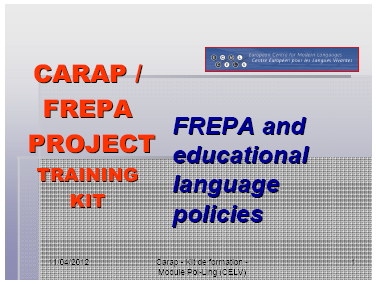 European Centre for Modern Languages
Centre Européen pour les Langues Vivantes
CARAP /
FREPA
PROJECT
TRAINING
KIT
FREPA and
educational
language
policies
11/04/2012
Carap - Kit de formation -
Module Pol-Ling (CELV)
1